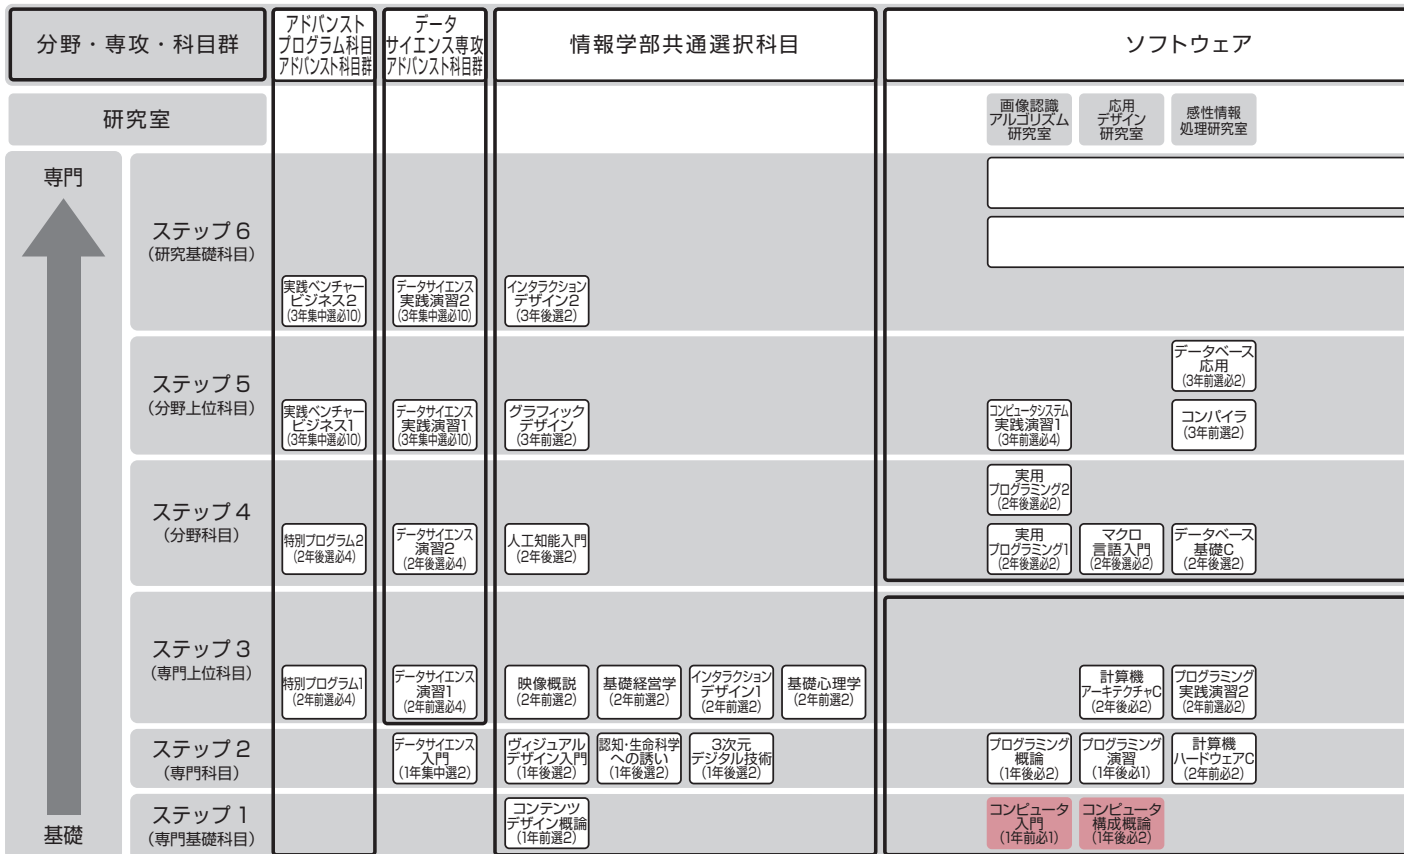 分野・専攻・科目群
アドバンスト
プログラム科目
アドバンスト科目群
データ
サイエンス専攻
アドバンスト科目群
情報学部共通選択科目
ソフトウェア
研究室
画像認識
アルゴリズム
研究室
応用
デザイン
研究室
感性情報
処理研究室
専門
ステップ6
(研究基礎科目)
実践ベンチャー
ビジネス2
(3年集中選必10)
データサイエンス
実践演習2
(3年集中選必10)
インタラクション
デザイン2
(3年後選2)
データベース
応用
(3年前選必2)
ステップ5
(分野上位科目)
実践ベンチャー
ビジネス1
(3年集中選必10)
データサイエンス
実践演習1
(3年集中選必10)
グラフィック
デザイン
(3年前選2)
コンピュータシステム
実践演習1
(3年前選必4)
コンパイラ
(3年前選2)
実用
プログラミング2
(2年後選必2)
ステップ4
(分野科目)
特別プログラム2
(2年後選必4)
データサイエンス
演習2
(2年後選必4)
人工知能入門
(2年後選2)
実用
プログラミング1
(2年後選必2)
マクロ
言語入門
(2年後選必2)
データベース
基礎C
(2年後選2)
ステップ3
(専門上位科目)
特別プログラム1
(2年前選必4)
データサイエンス
演習1
(2年前選必4)
映像概説
(2年前選2)
基礎経営学
(2年前選2)
インタラクション
デザイン1
(2年前選2)
基礎心理学
(2年前選2)
計算機
アーキテクチャC
(2年後必2)
プログラミング
実践演習2
(2年前選必2)
ステップ2
(専門科目)
データサイエンス
入門
(1年集中選2)
ヴィジュアル
デザイン入門
(1年後選2)
認知・生命科学
への誘い
(1年後選2)
3次元
デジタル技術
(1年後選2)
プログラミング
概論
(1年後必2)
プログラミング
演習
(1年後必1)
計算機
ハードウェアC
(2年前必2)
基礎
ステップ1
(専門基礎科目)
コンテンツ
デザイン概論
(1年前選2)
コンピュータ
入門
(1年前必1)
コンピュータ
構成概論
(1年後必2)